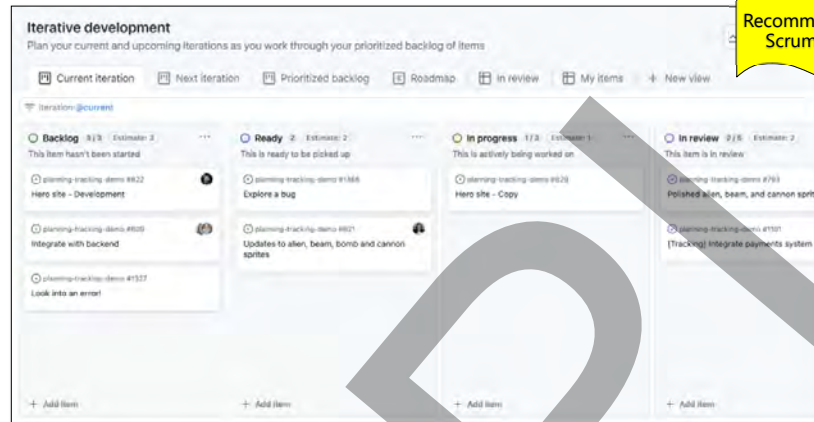 Iterative development
Plan your current and upcoming iterations as you work through your prioritized backlog of items
Recomm
Scrum
Current iteration
Next iteration
Prioritized backlog
Roadmap
In review
My items
+ New view
iteration:@current
Backlog 3/3 Estimate: 3 ...
This item hasn't been started
planning-tracking-demo #822
Hero site - Development
planning-tracking-demo
Integrate with backend
planning-tracking-demo #1337
Look into an error!
+ Add item
Ready 2 Estimate: 2 ...
This is ready to be picked up
planning-tracking-demo
Explore a bug
planning-tracking-demo #821
Updates to alien, beam, bomb and cannon
sprites
+ Add item
In progress 1/3 Estimate: ...
This is actively being worked on
planning-tracking-demo #829
Hero site - Copy
+ Add item
In review Estimate: 2
This item is in review
planning-tracking-demo #793
Polished alien, beam, and cannon sprit
planning-tracking-demo
[Tracking] Integrate payments system
+ Add item